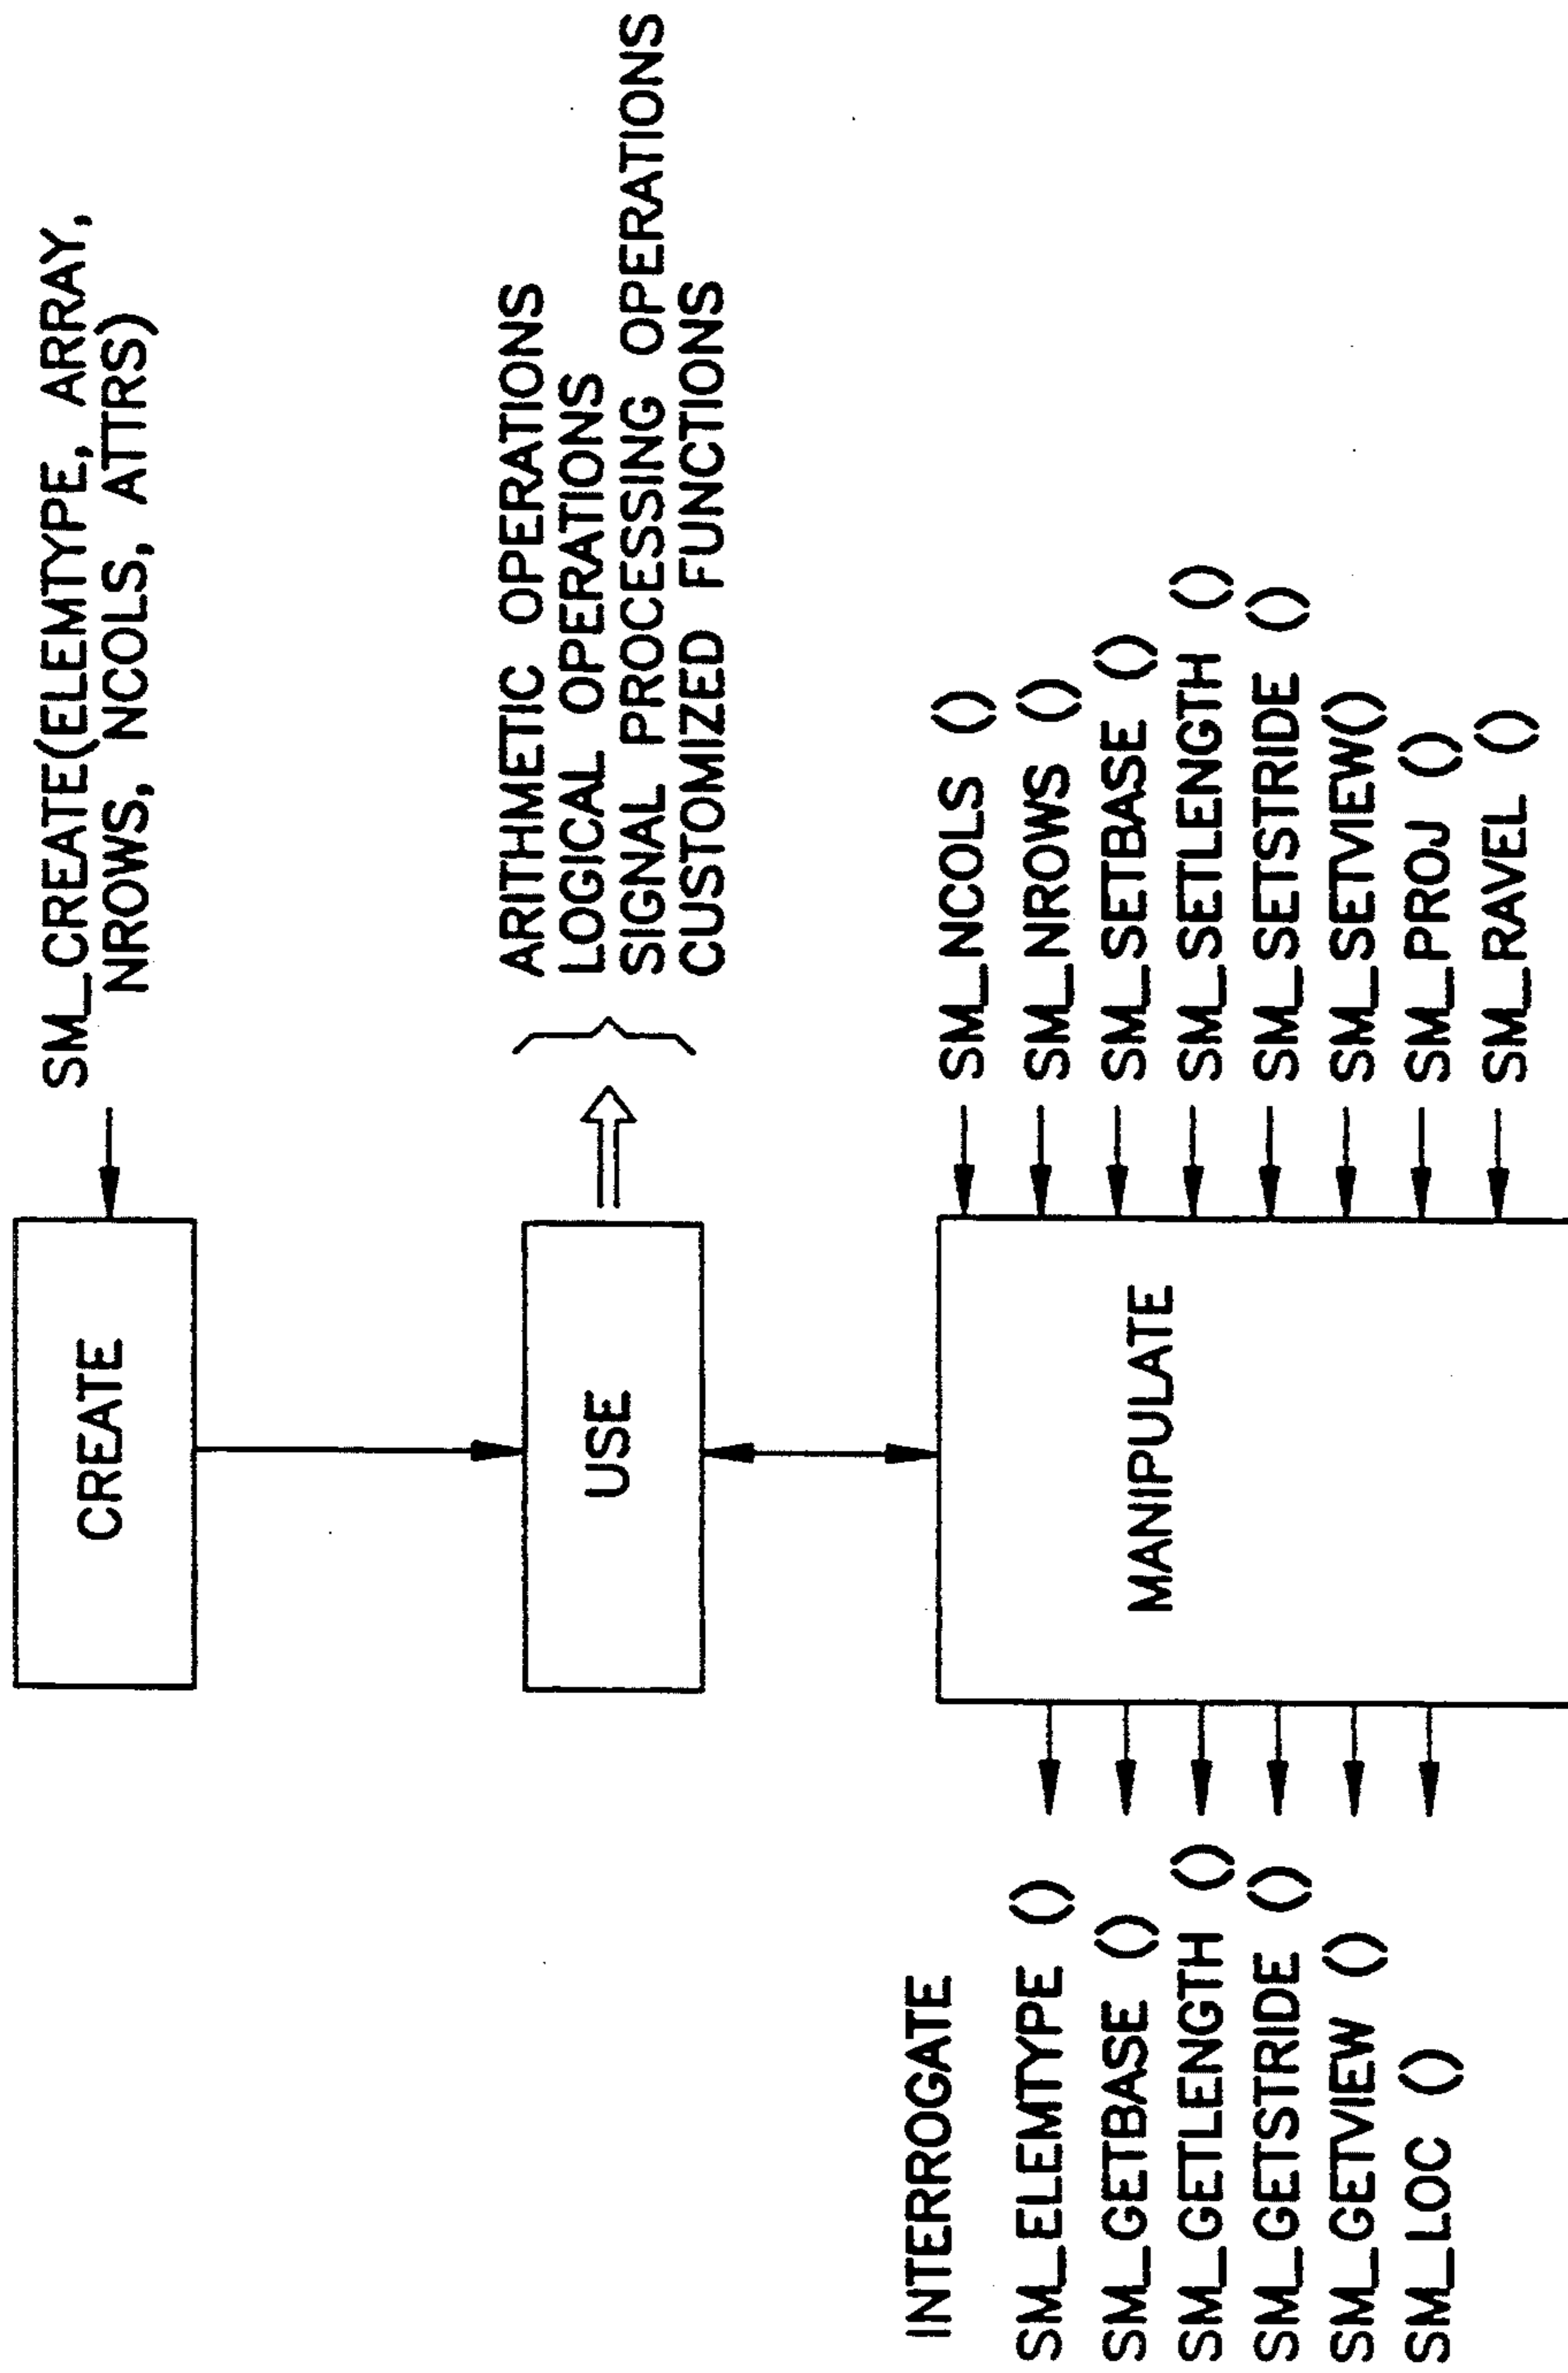 SM_CREATE(ELEMTYPE, ARRAY,
NROWS, NCOLS, ATTRS)
CREATE
ARITHMETIC OPERATIONS
LOGICAL OPERATIONS
SIGNAL PROCESSING OPERATIONS
CUSTOMIZED FUNCTIONS
USE
INTERROGATE
SM_ELEMTYPE ()
SM_GETBASE ()
SM_GETLENGTH ()
SM_GETSTRIDE ()
SM_GETVIEW ()
SM_LOC ()
MANIPULATE
SM_NCOLS ()
SM_NROWS ()
SM_SETBASE ()
SM_SETLENGTH ()
SM_SETSTRIDE ()
SM_SETVIEW()
SM_PROJ ()
SM_RAVEL ()